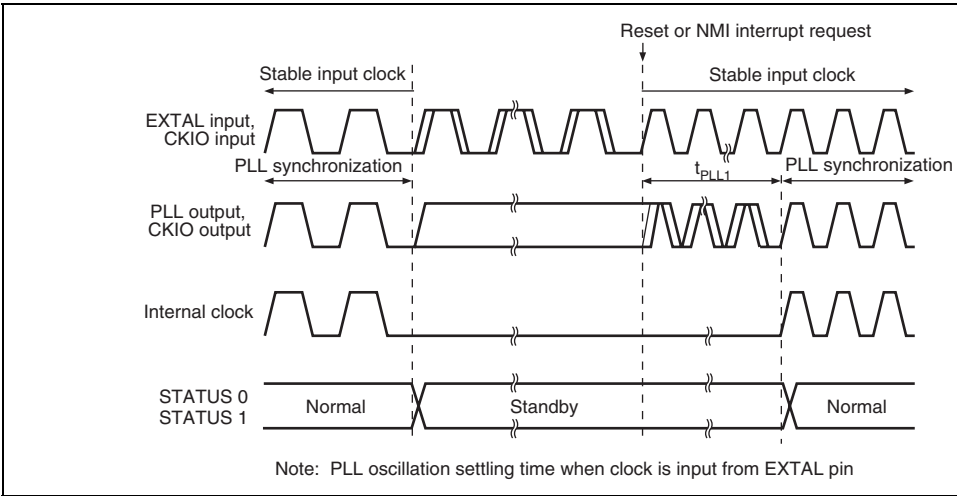 Reset or NMI interrupt request
Stable input clock
Stable input clock
EXTAL input,
CKIO input
PLL synchronization
tPLL1
PLL synchronization
PLL output,
CKIO output
Internal clock
STATUS 0
STATUS 1
Normal
Standby
Normal
Note: PLL oscillation settling time when clock is input from EXTAL pin